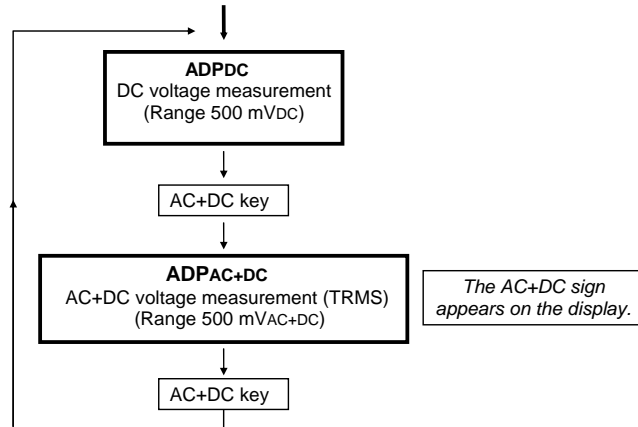 ADPDC
DC voltage measurement
(Range 500 mVDC)
AC+DC key
ADPAC+DC
AC+DC voltage measurement (TRMS)
(Range 500 mVAC+DC)
The AC+DC sign
appears on the display.
AC+DC key